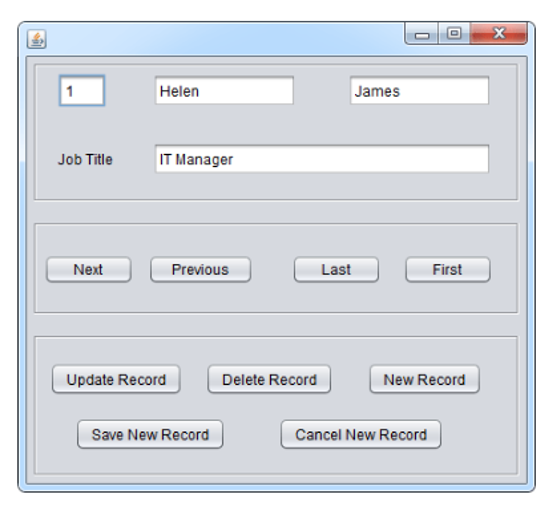 1 Helen James
Job Title IT Manager
Next Previous Last First
Update Record Delete Record New Record
Save New Record Cancel New Record